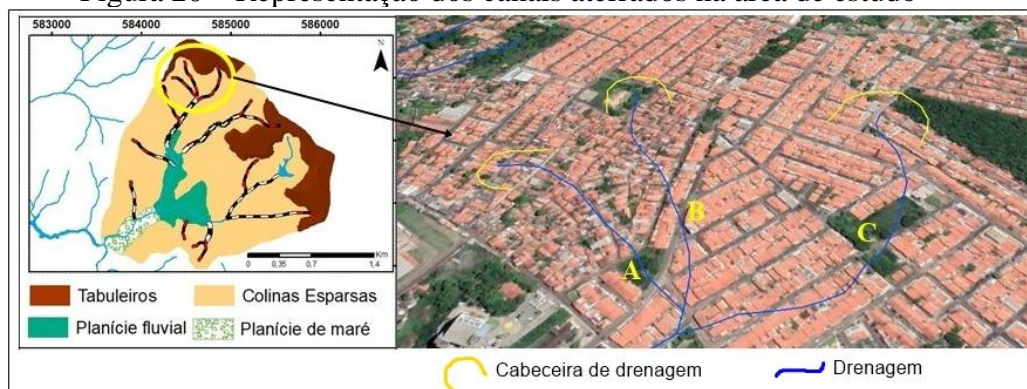 Figura 20 – Representação dos canais aterrados na área de estudo
583000 584000 585000 586000
N
A
B
C
Km
0 0.35 0.7 1.4
Tabuleiros
Colinas Esparsas
Planície fluvial
Planície de maré
Cabeceira de drenagem
Drenagem